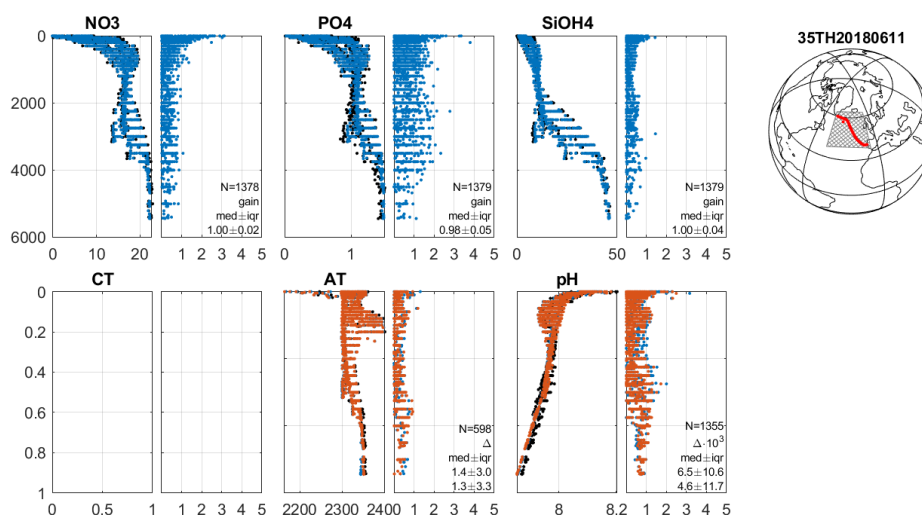 NO3
PO4
SiOH4
35TH20180611
0
2000
4000
6000
N=1378
gain
med±iqr
1.00±0.02
N=1379
gain
med±iqr
0.98±0.05
N=1379
gain
med±iqr
1.00±0.04
0 10 20 0 1 2 3 4 5
0 1 0 1 2 3 4 5
0 50 0 1 2 3 4 5
CT
AT
pH
0
0.2
0.4
0.6
0.8
1
N=598
Δ
med±iqr
1.4±3.0
1.3±3.3
N=1355
Δ·10³
med±iqr
6.5±10.6
4.6±11.7
0 0.5 1 0 1 2 3 4 5
2200 2300 2400 1 2 3 4 5
8 8.2 0 1 2 3 4 5